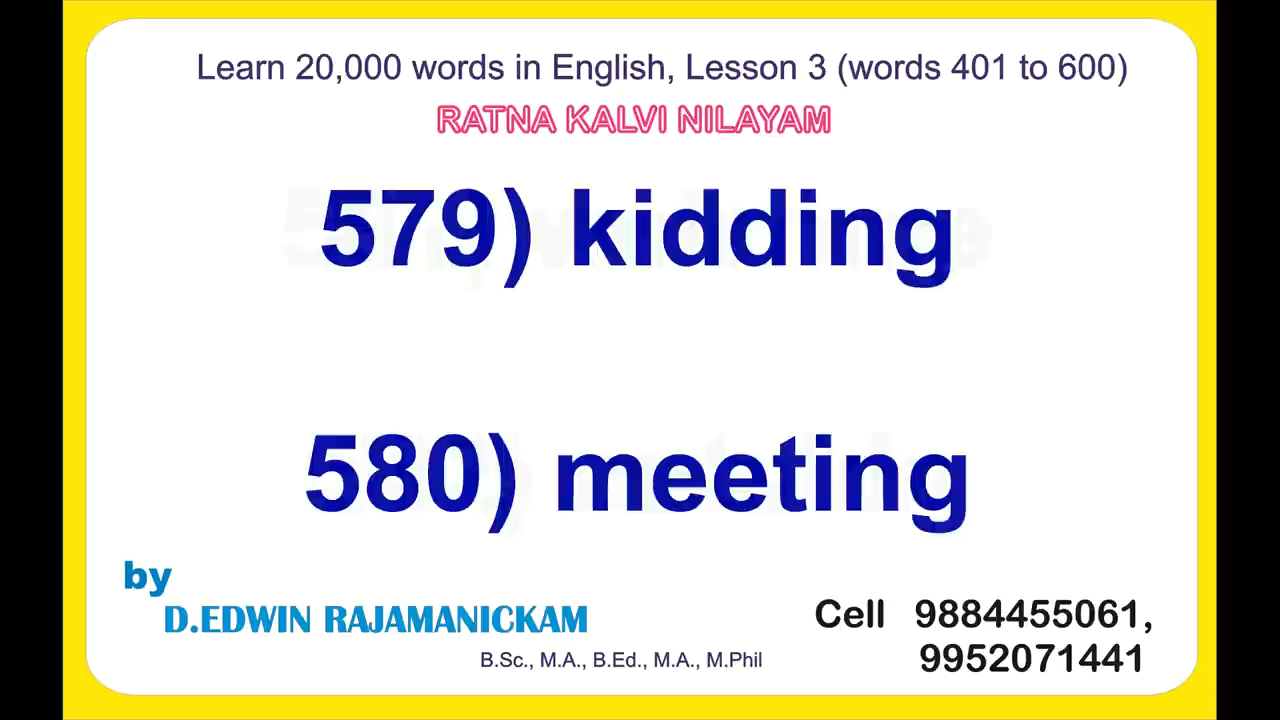 Learn 20,000 words in English, Lesson 3 (words 401 to 600)
RATNA KALVI NILAYAM
579) kidding
580) meeting
by
D.EDWIN RAJAMANICKAM
B.Sc., M.A., B.Ed., M.A., M.Phil
Cell 9884455061,
9952071441